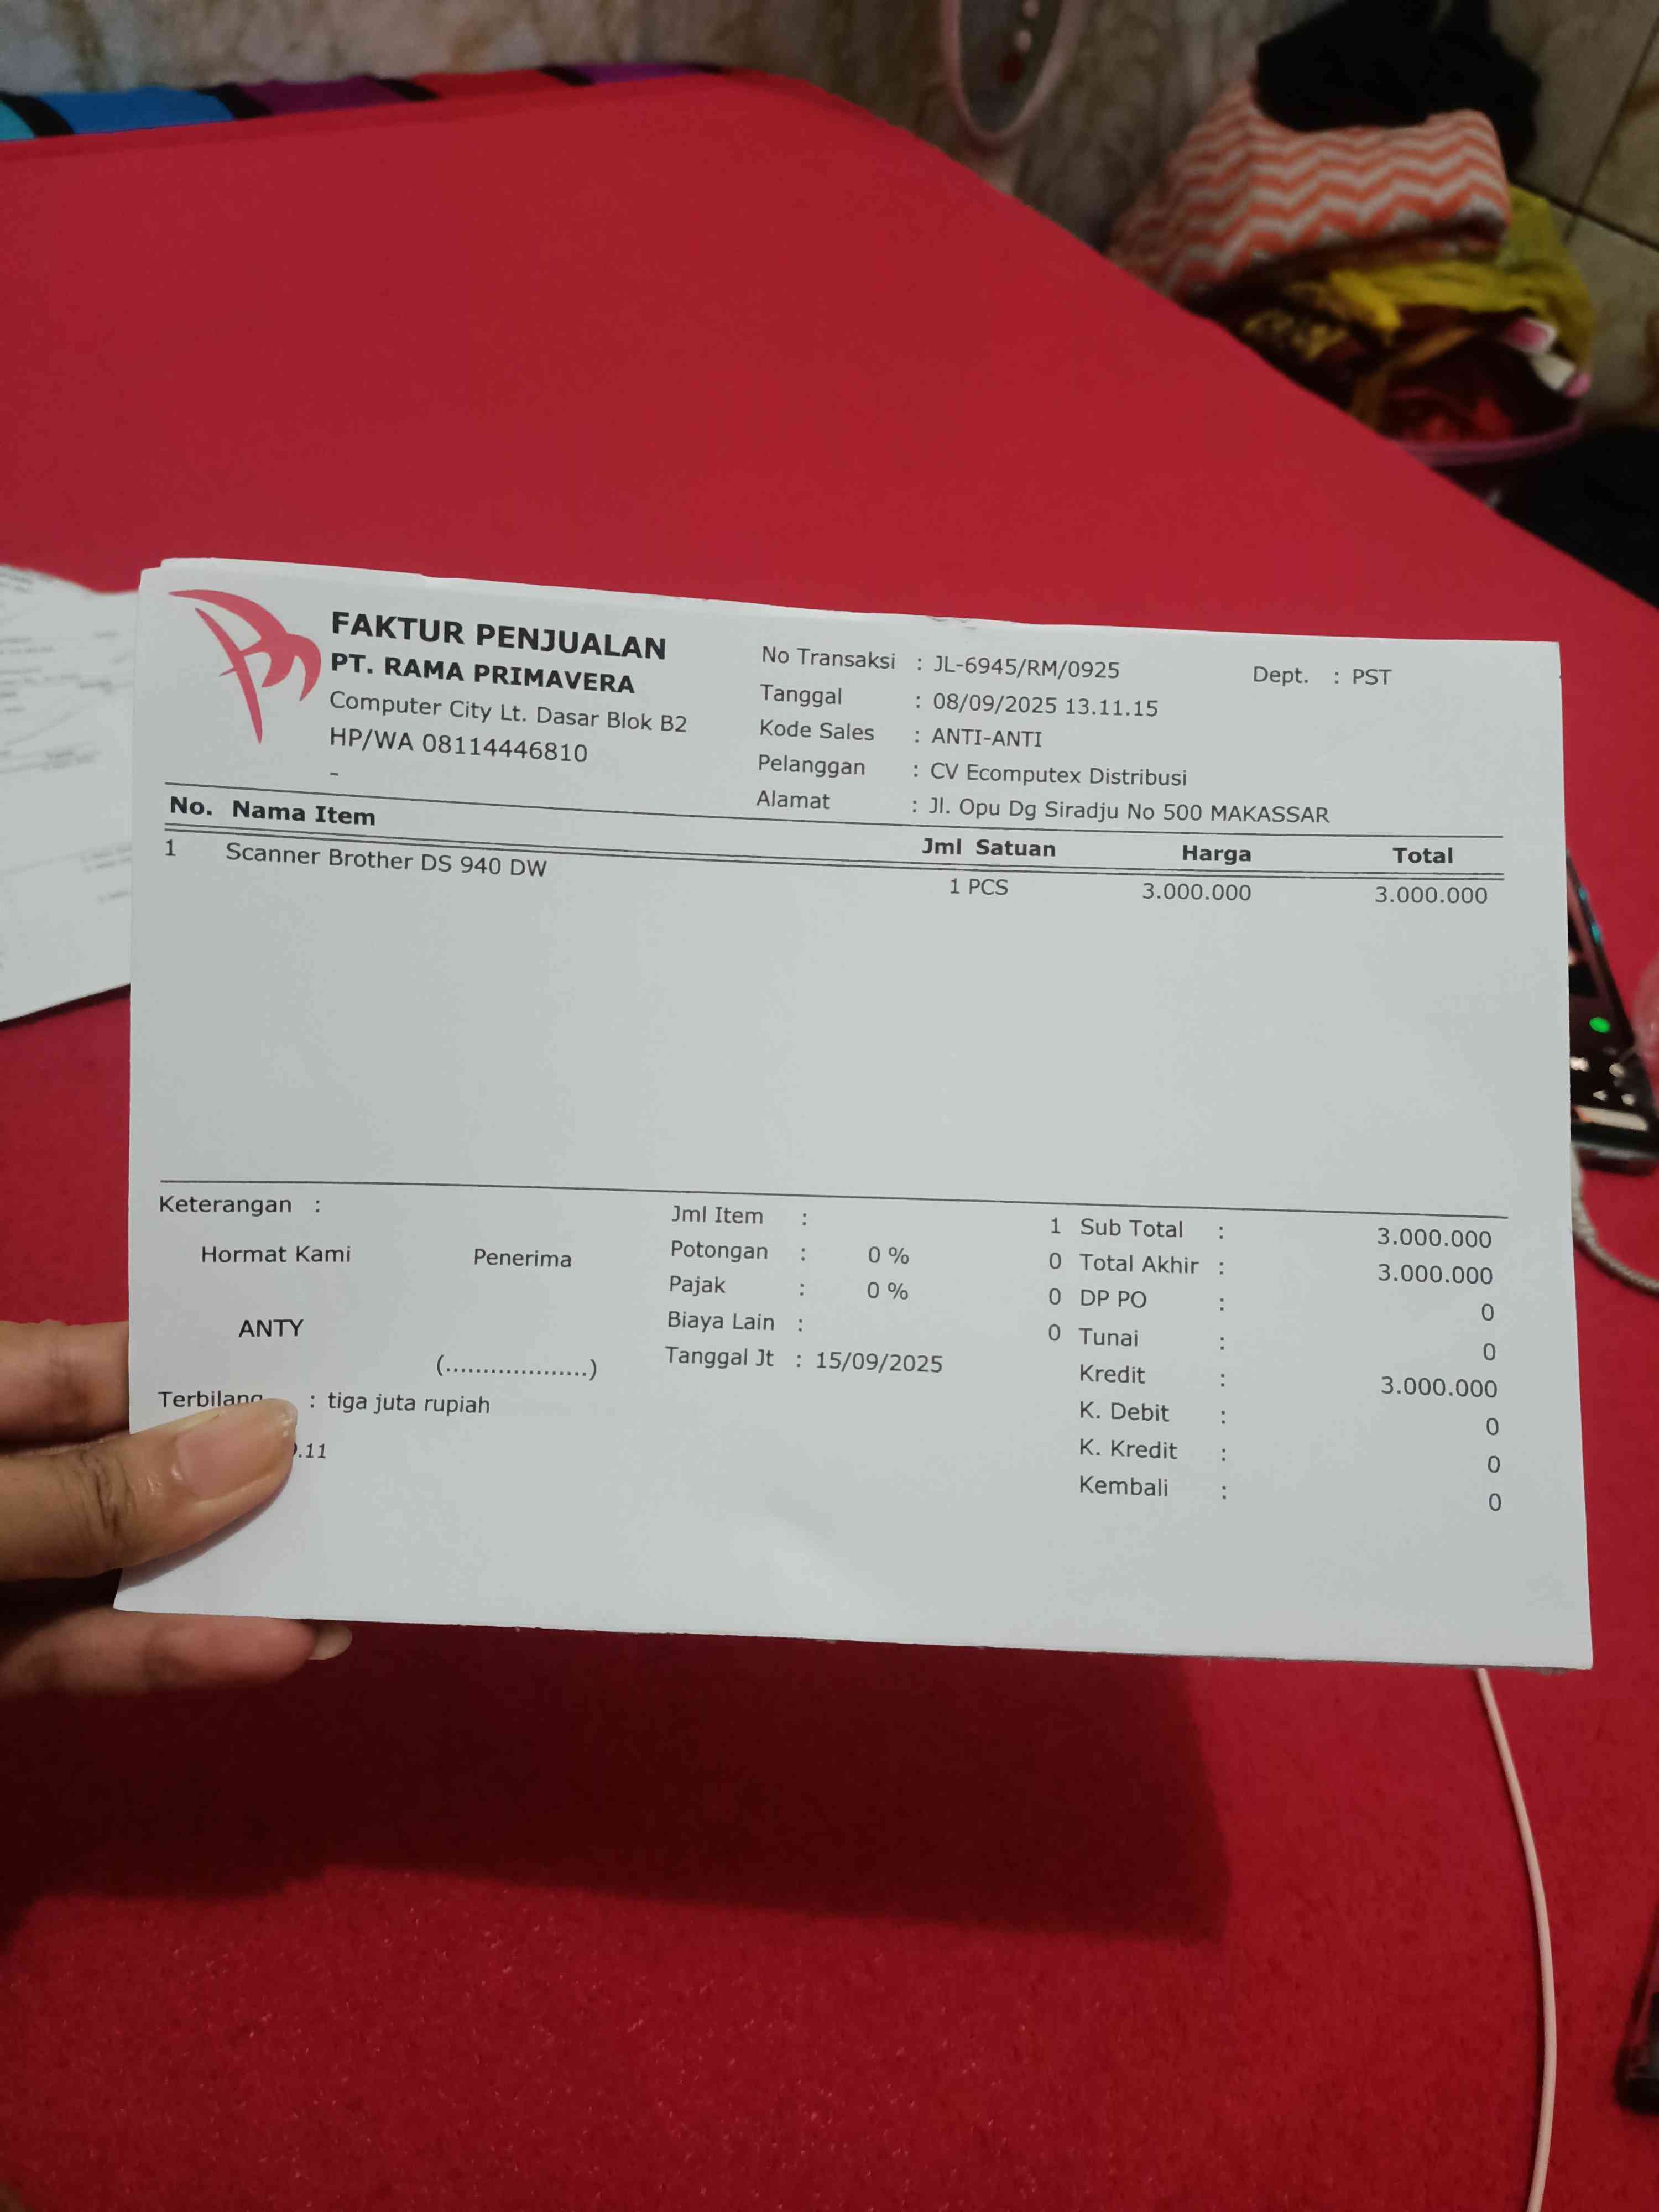 FAKTUR PENJUALAN
PT. RAMA PRIMAVERA
Computer City Lt. Dasar Blok B2
HP/WA 08114446810
-
No Transaksi : JL-6945/RM/0925 Dept. : PST
Tanggal : 08/09/2025 13.11.15
Kode Sales : ANTI-ANTI
Pelanggan : CV Ecomputex Distribusi
Alamat : Jl. Opu Dg Siradju No 500 MAKASSAR
No. Nama Item Jml Satuan Harga Total
1 Scanner Brother DS 940 DW 1 PCS 3.000.000 3.000.000
Keterangan :
Hormat Kami Penerima
ANTY
(...................)
Terbilang : tiga juta rupiah
.11
Jml Item : 1
Potongan : 0 % 0
Pajak : 0 % 0
Biaya Lain : 0
Tanggal Jt : 15/09/2025
Sub Total : 3.000.000
Total Akhir : 3.000.000
DP PO : 0
Tunai : 0
Kredit : 3.000.000
K. Debit : 0
K. Kredit : 0
Kembali : 0